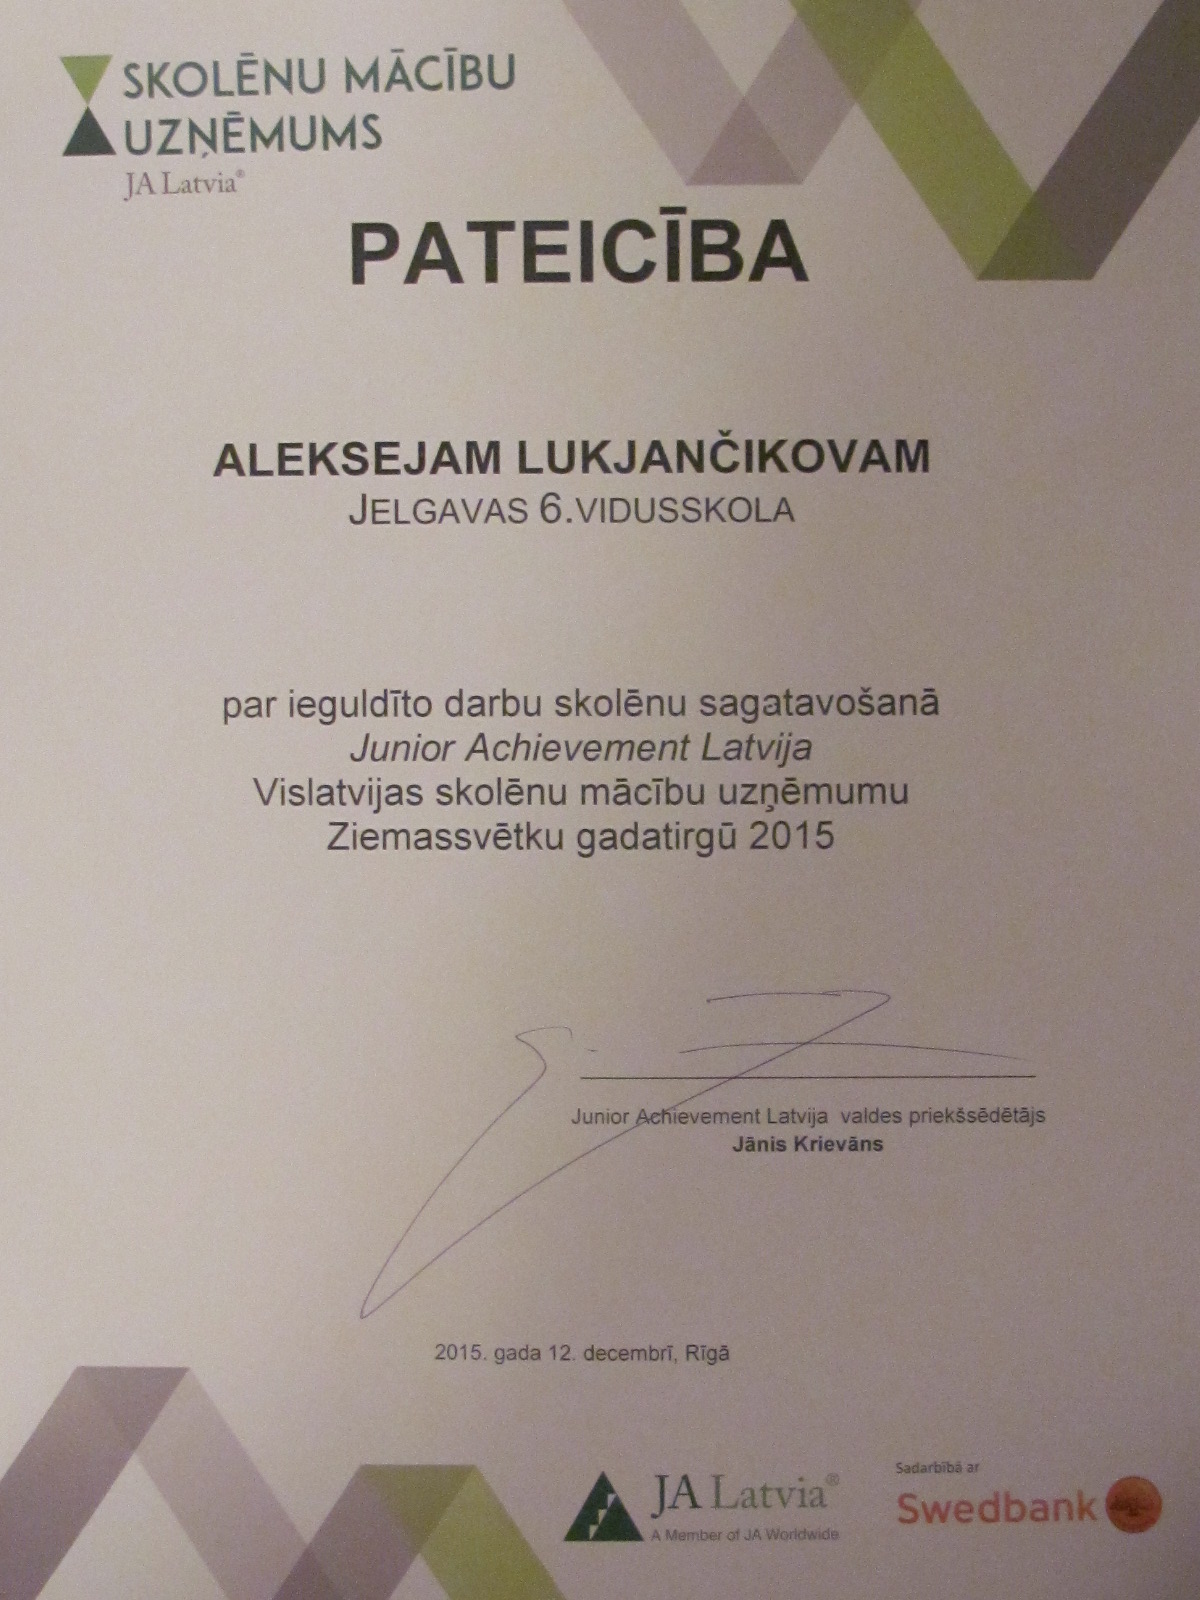 SKOLĒNU MĀCĪBU
UZŅĒMUMS
JA Latvia®
PATEICĪBA
ALEKSEJAM LUKJANČIKOVAM
JELGAVAS 6.VIDUSSKOLA
par ieguldīto darbu skolēnu sagatavošanā
Junior Achievement Latvija
Vislatvijas skolēnu mācību uzņēmumu
Ziemassvētku gadatirgū 2015
Junior Achievement Latvija valdes priekšsēdētājs
Jānis Krievāns
2015. gada 12. decembrī, Rīgā
JA Latvia®
A Member of JA Worldwide
Sadarbībā ar
Swedbank